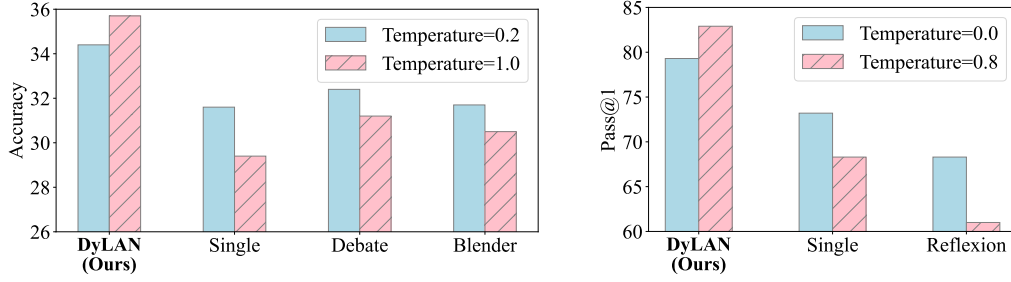 Accuracy
36
34
32
30
28
26
Temperature=0.2
Temperature=1.0
DyLAN
(Ours)
Single
Debate
Blender
Pass@1
85
80
75
70
65
60
Temperature=0.0
Temperature=0.8
DyLAN
(Ours)
Single
Reflexion